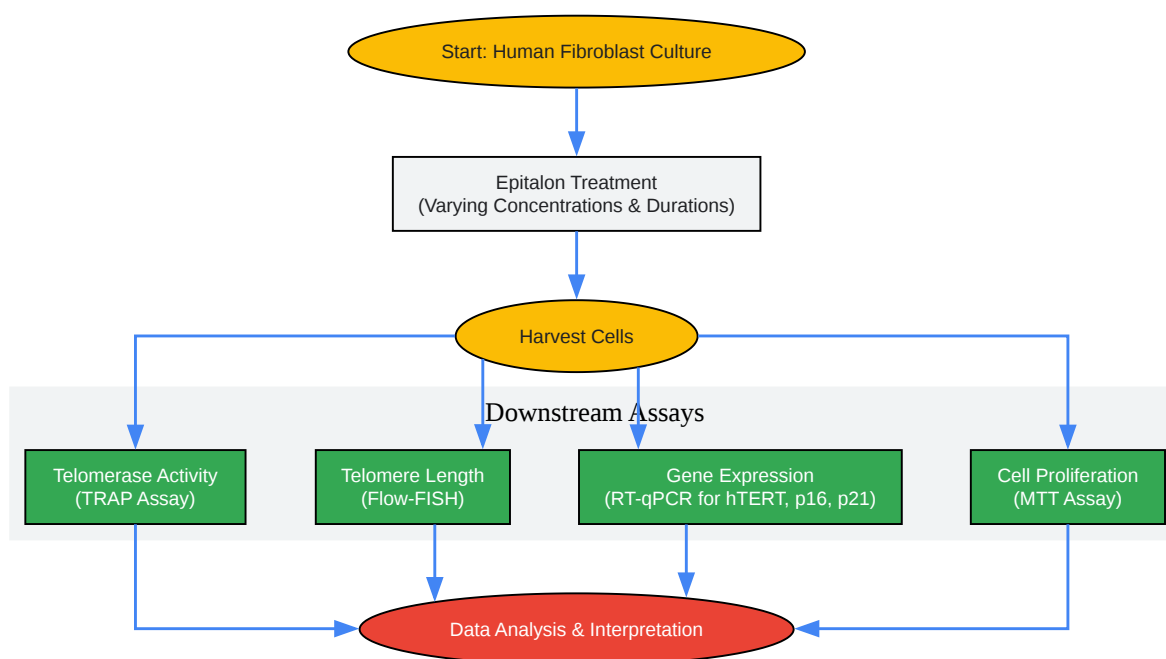 Start: Human Fibroblast Culture
Epitalon Treatment
(Varying Concentrations & Durations)
Harvest Cells
Downstream Assays
Telomerase Activity
(TRAP Assay)
Telomere Length
(Flow-FISH)
Gene Expression
(RT-qPCR for hTERT, p16, p21)
Cell Proliferation
(MTT Assay)
Data Analysis & Interpretation